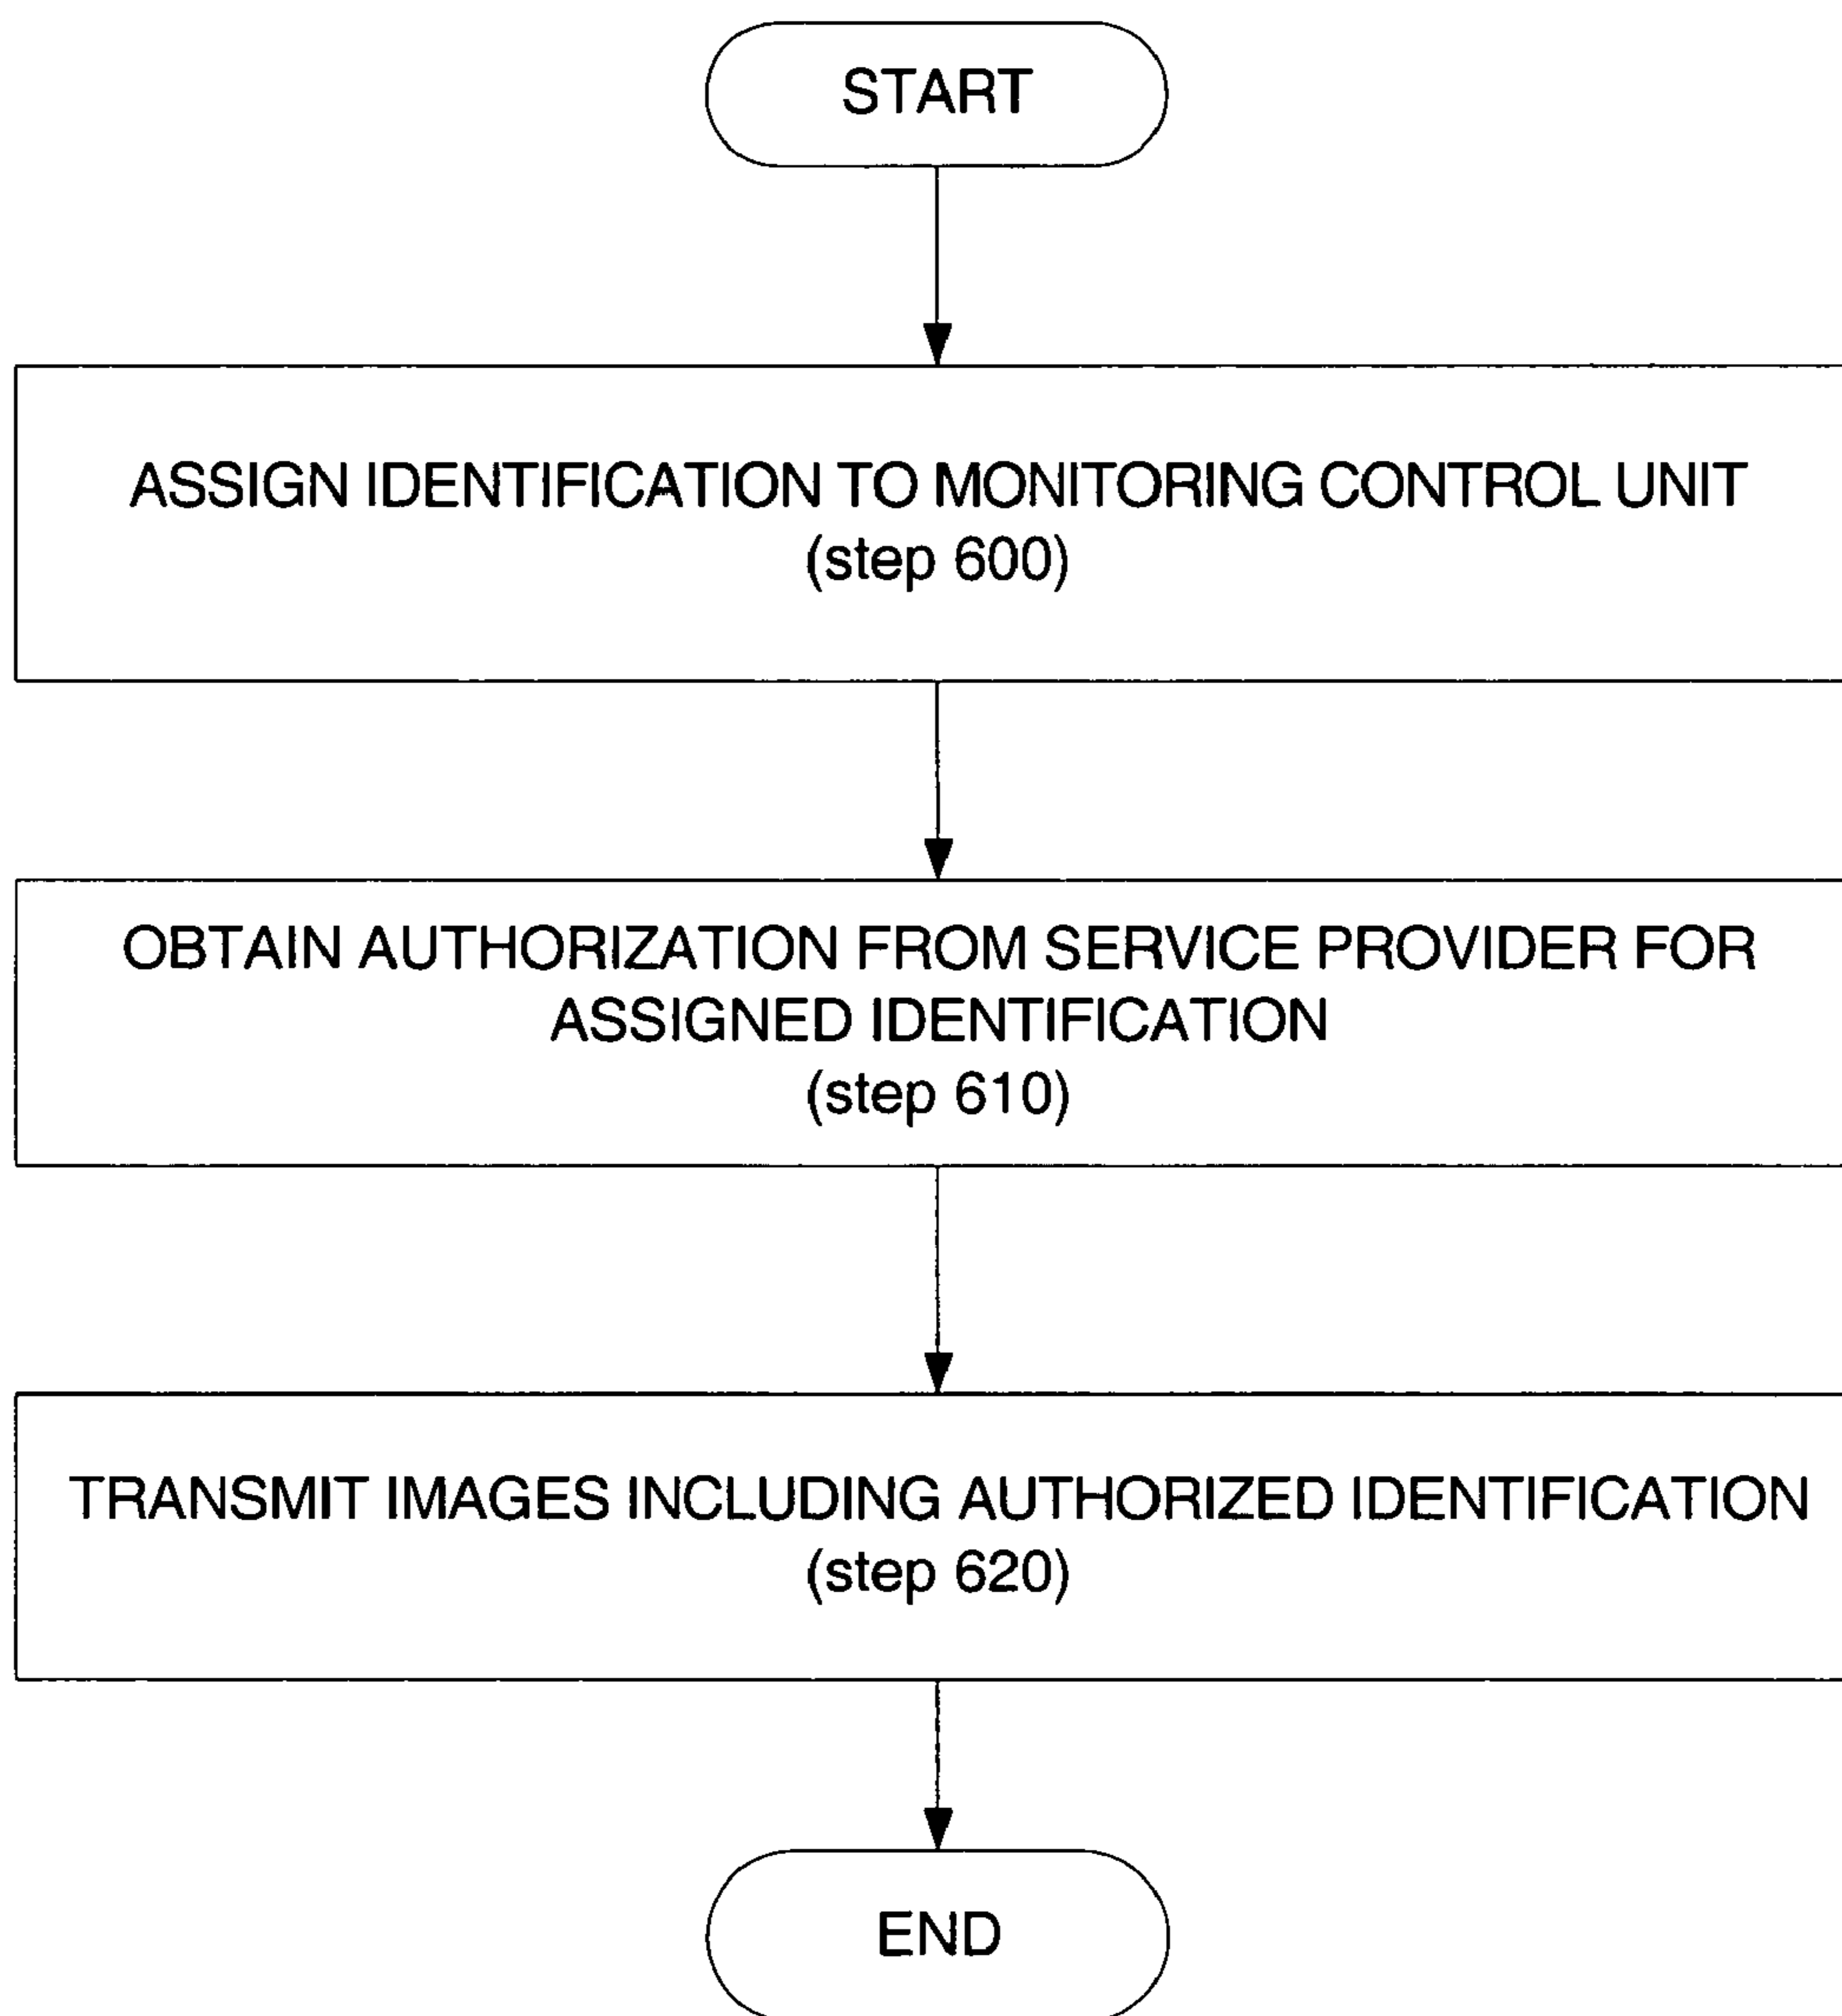 START
ASSIGN IDENTIFICATION TO MONITORING CONTROL UNIT
(step 600)
OBTAIN AUTHORIZATION FROM SERVICE PROVIDER FOR
ASSIGNED IDENTIFICATION
(step 610)
TRANSMIT IMAGES INCLUDING AUTHORIZED IDENTIFICATION
(step 620)
END